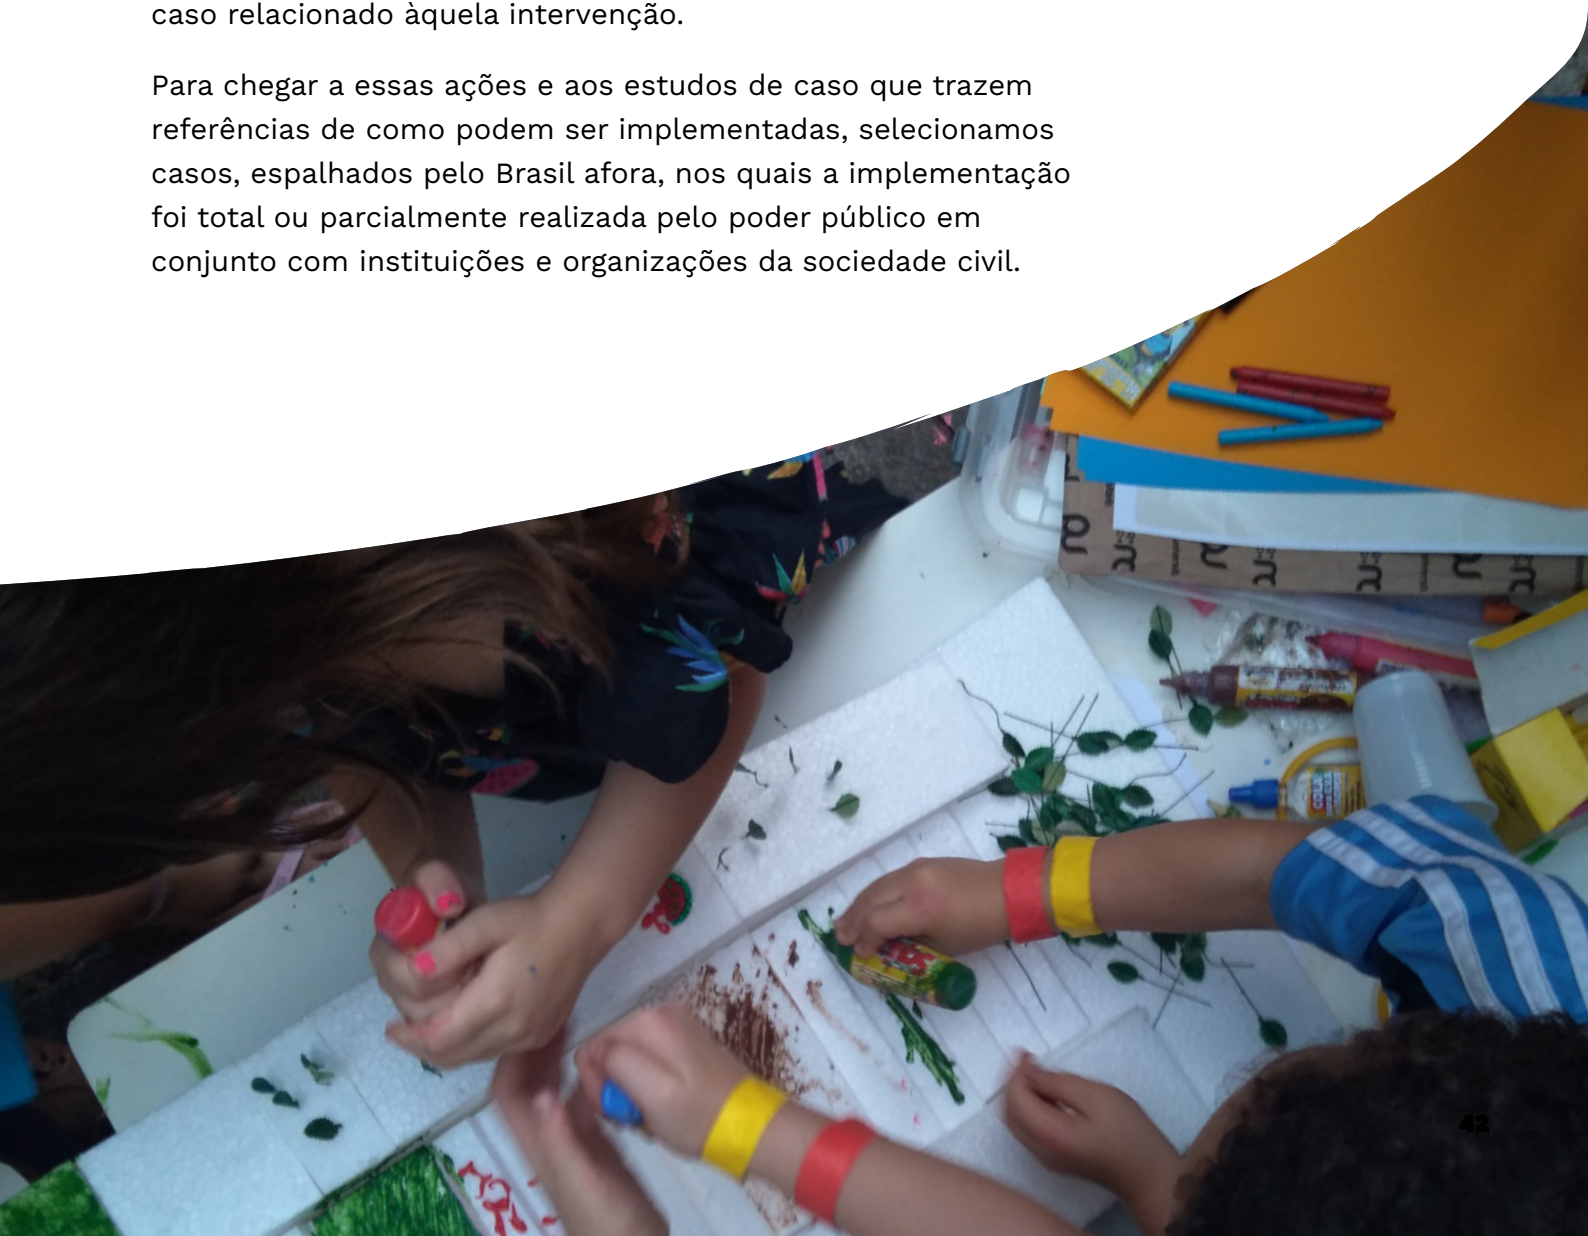 caso relacionado àquela intervenção.
Para chegar a essas ações e aos estudos de caso que trazem
referências de como podem ser implementadas, selecionamos
casos, espalhados pelo Brasil afora, nos quais a implementação
foi total ou parcialmente realizada pelo poder público em
conjunto com instituições e organizações da sociedade civil.
42